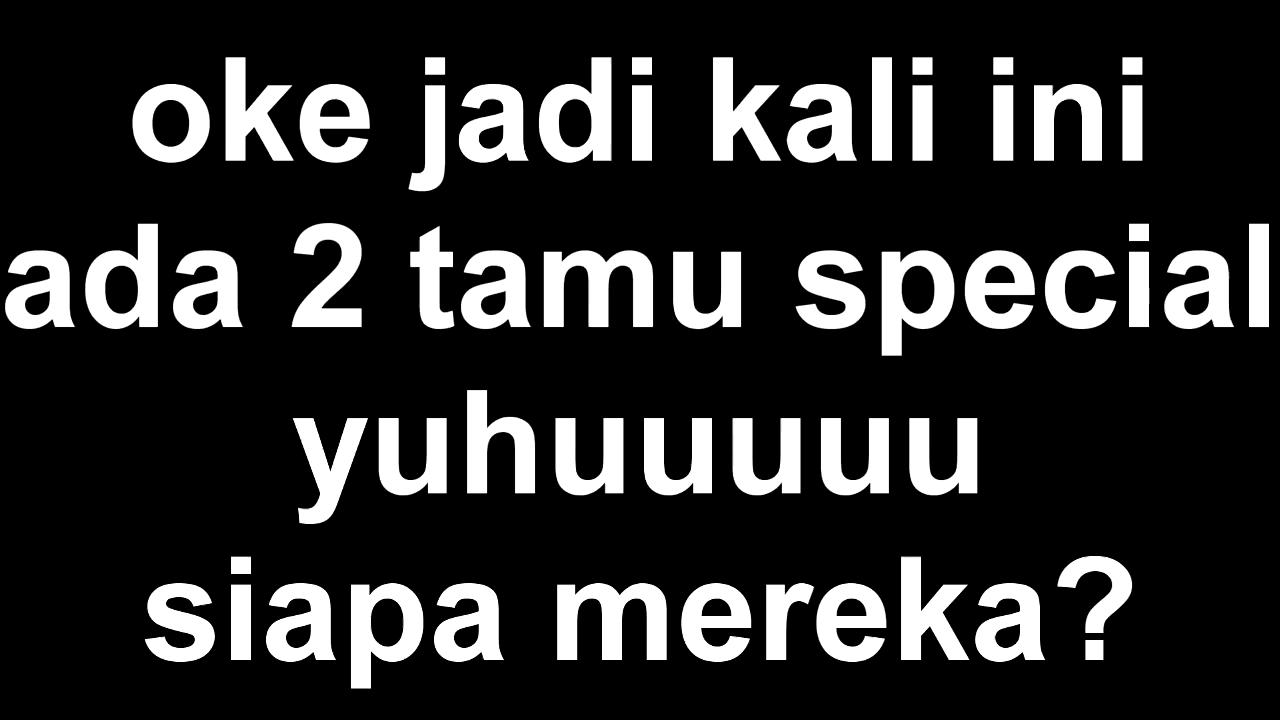 oke jadi kali ini
ada 2 tamu special
yuhuuuuu
siapa mereka?